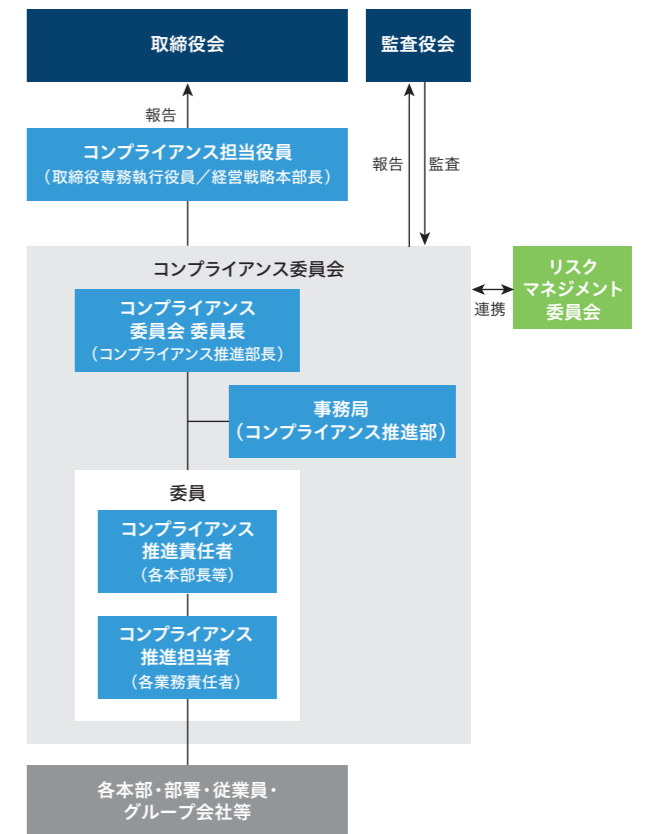 取締役会
監査役会
報告
コンプライアンス担当役員
（取締役専務執行役員／経営戦略本部長）
報告
監査
コンプライアンス委員会
リスク
マネジメント
委員会
連携
コンプライアンス
委員会 委員長
（コンプライアンス推進部長）
事務局
（コンプライアンス推進部）
委員
コンプライアンス
推進責任者
（各本部長等）
コンプライアンス
推進担当者
（各業務責任者）
各本部・部署・従業員・
グループ会社等